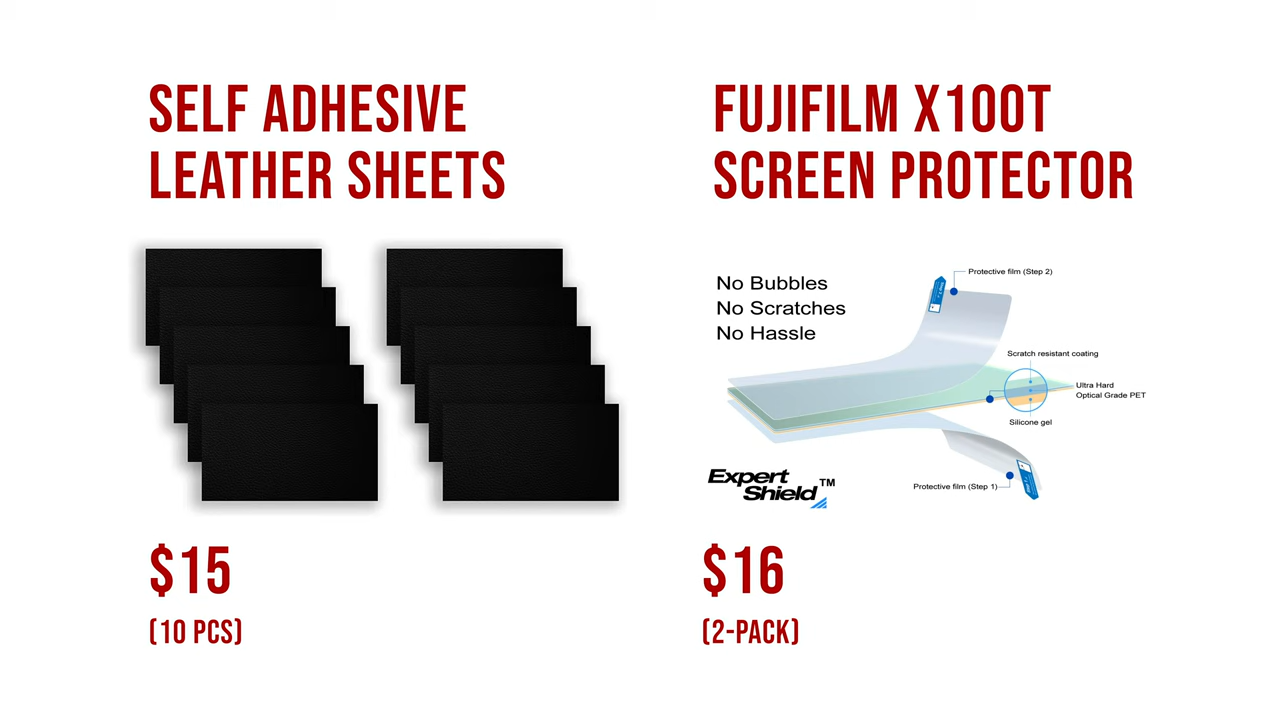 SELF ADHESIVE
LEATHER SHEETS
$15
(10 PCS)
FUJIFILM X100T
SCREEN PROTECTOR
No Bubbles
No Scratches
No Hassle
Protective film (Step 2)
Scratch resistant coating
Ultra Hard
Optical Grade PET
Silicone gel
Protective film (Step 1)
Expert
Shield™
$16
(2-PACK)